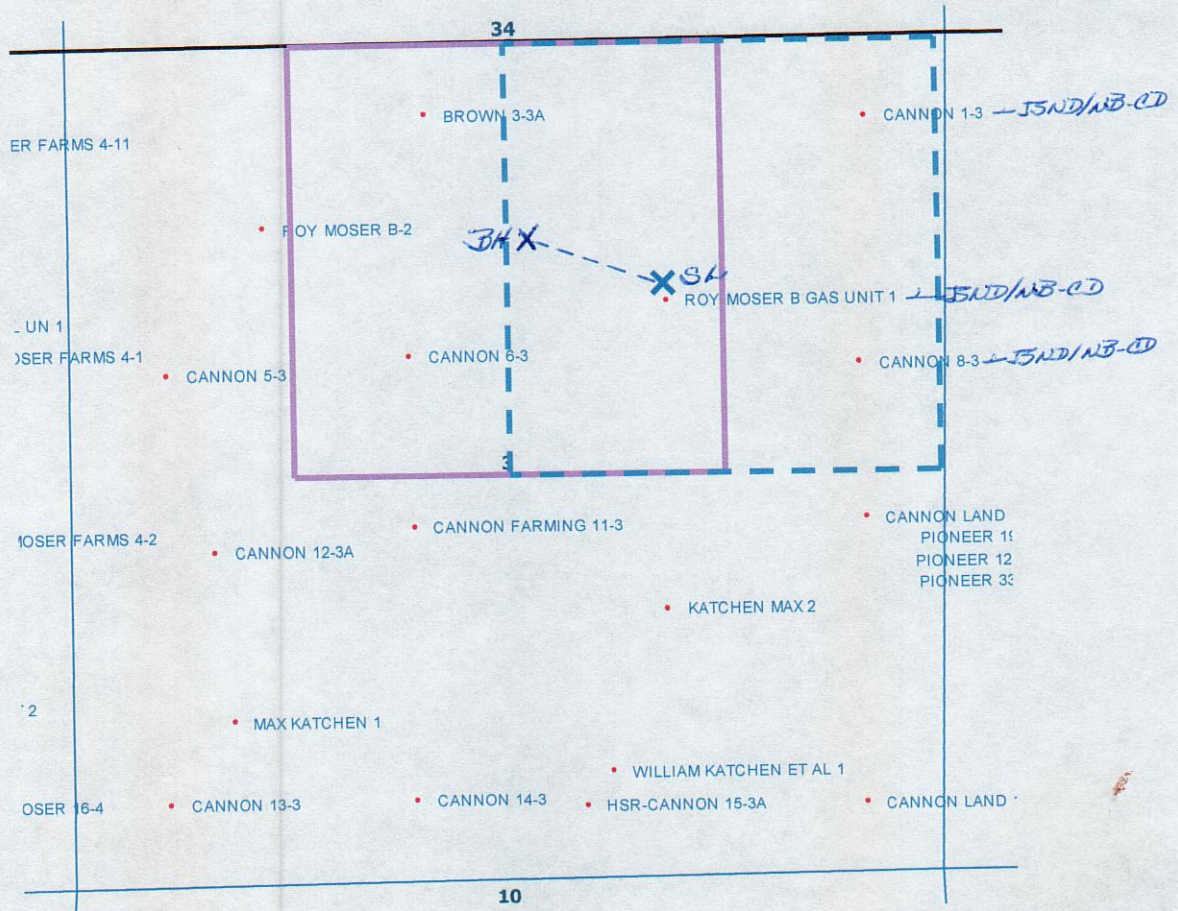 34
BROWN 3-3A
CANNON 1-3 – JSND/NB-CD
ER FARMS 4-11
ROY MOSER B-2
BH X
X SL
ROY MOSER B GAS UNIT 1 – JSND/NB-CD
UN 1
OSER FARMS 4-1
CANNON 6-3
CANNON 8-3 – JSND/NB-CD
CANNON 5-3
3
CANNON LAND
CANNON FARMING 11-3
MOSER FARMS 4-2
CANNON 12-3A
PIONEER 19
PIONEER 12
PIONEER 33
KATCHEN MAX 2
2
MAX KATCHEN 1
WILLIAM KATCHEN ET AL 1
OSER 16-4
CANNON 13-3
CANNON 14-3
HSR-CANNON 15-3A
CANNON LAND
10